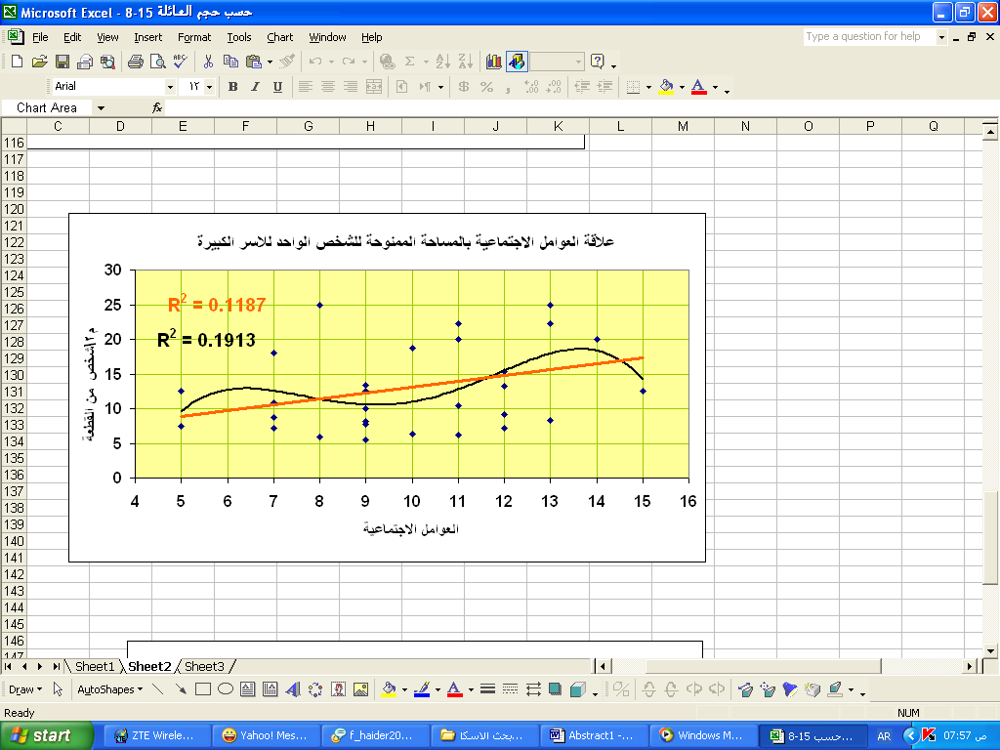 Microsoft Excel - 8-15 حسب حجم العائلة
File Edit View Insert Format Tools Chart Window Help
Type a question for help
Arial ١٢ B I U
Chart Area fx
C D E F G H I J K L M N O P Q
116
117
118
119
120
121
122
123
124
125
126
127
128
129
130
131
132
133
134
135
136
137
138
139
140
141
142
143
144
145
146
147
علاقة العوامل الاجتماعية بالمساحة الممنوحة للشخص الواحد للاسر الكبيرة
30
25
20
15
10
5
0
R² = 0.1187
R² = 0.1913
م٢\شخص من القطعة
4 5 6 7 8 9 10 11 12 13 14 15 16
العوامل الاجتماعية
Sheet1 Sheet2 Sheet3
Draw AutoShapes
Ready NUM
start ZTE Wirele... Yahoo! Mes... f_haider20... بحث الاسكا... Abstract1 -... Windows M... 8-15 حسب... AR 07:57 ص